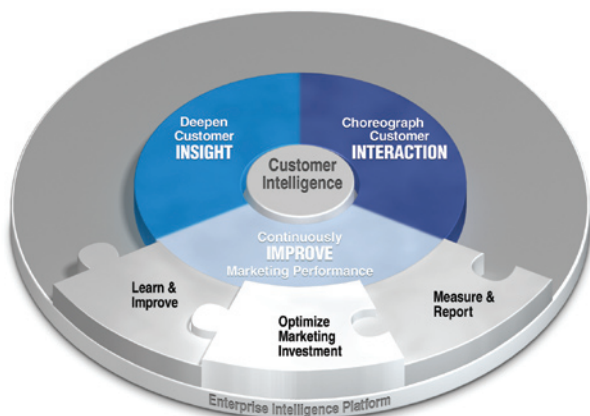 Deepen
Customer
INSIGHT
Choreograph
Customer
INTERACTION
Customer
Intelligence
Continuously
IMPROVE
Marketing Performance
Learn &
Improve
Optimize
Marketing
Investment
Measure &
Report
Enterprise Intelligence Platform